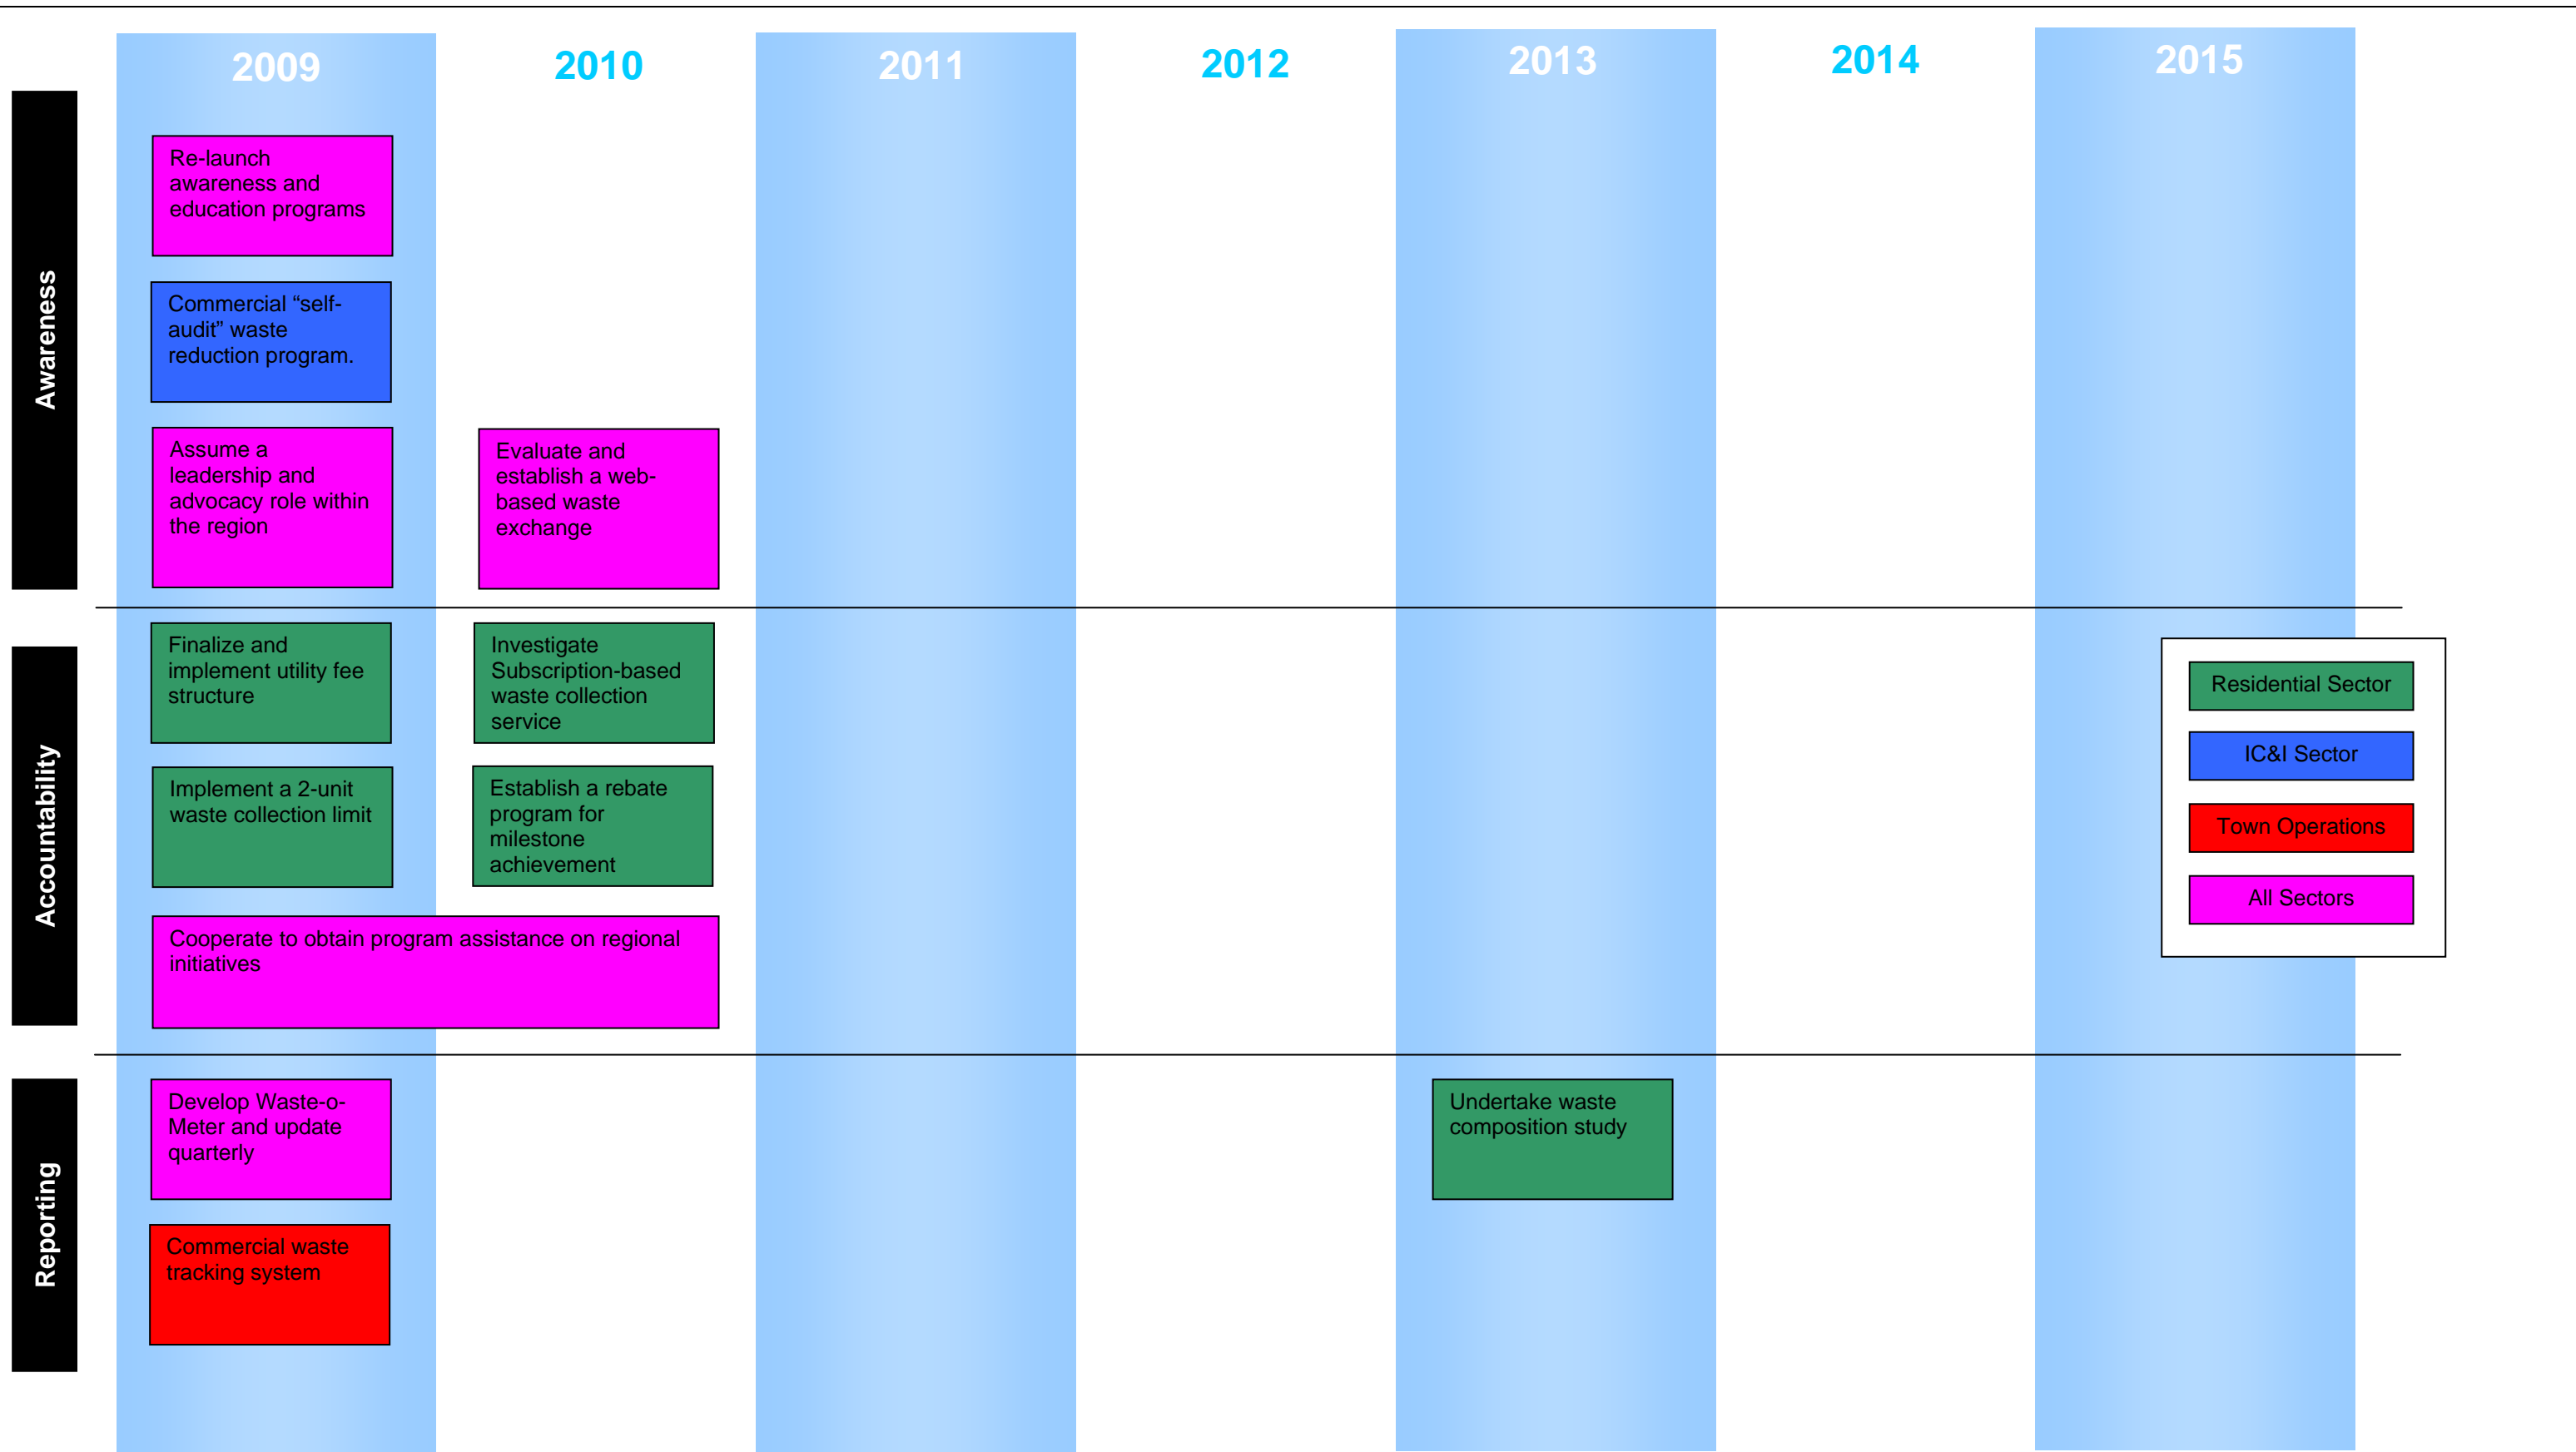 2009
2010
2011
2012
2013
2014
2015
Awareness
Re-launch
awareness and
education programs
Commercial “self-
audit” waste
reduction program.
Assume a
leadership and
advocacy role within
the region
Evaluate and
establish a web-
based waste
exchange
Accountability
Finalize and
implement utility fee
structure
Investigate
Subscription-based
waste collection
service
Implement a 2-unit
waste collection limit
Establish a rebate
program for
milestone
achievement
Cooperate to obtain program assistance on regional
initiatives
Residential Sector
IC&I Sector
Town Operations
All Sectors
Reporting
Develop Waste-o-
Meter and update
quarterly
Undertake waste
composition study
Commercial waste
tracking system